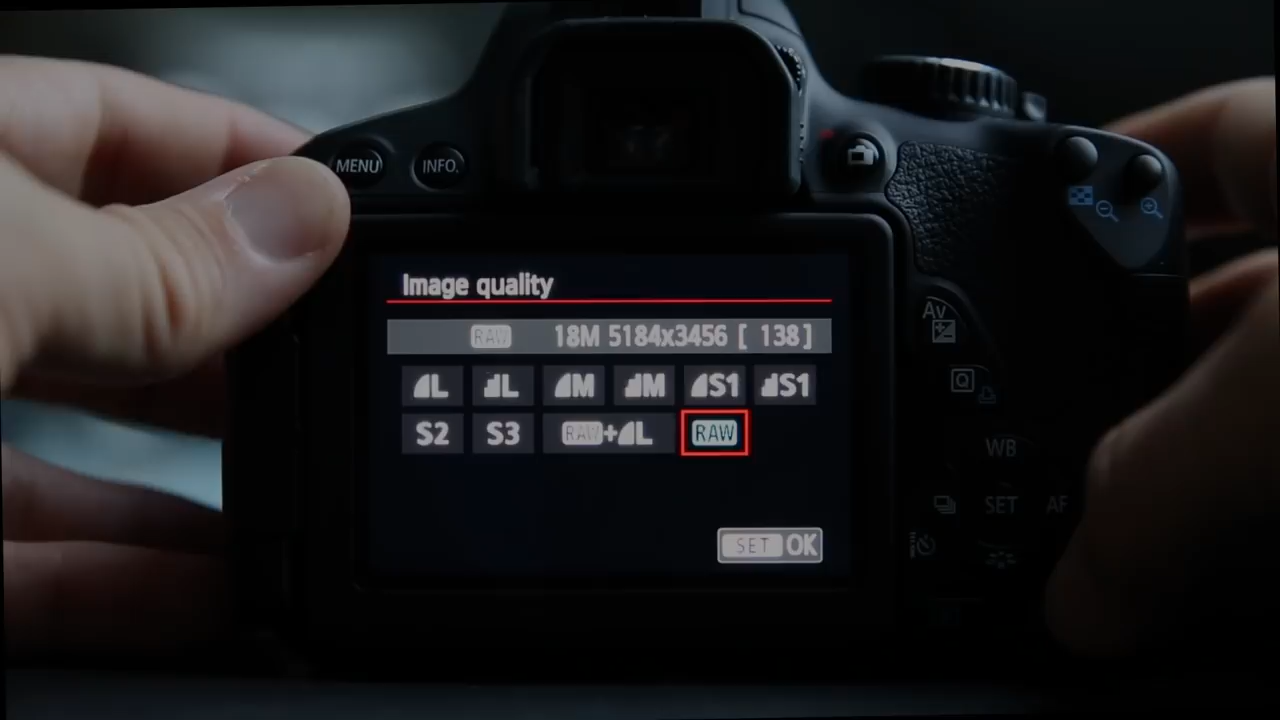 MENU INFO.
Image quality
RAW 18M 5184x3456 [ 138]
L L M M S1 S1
S2 S3 RAW+L RAW
SET OK
Av
Q
WB
SET AF